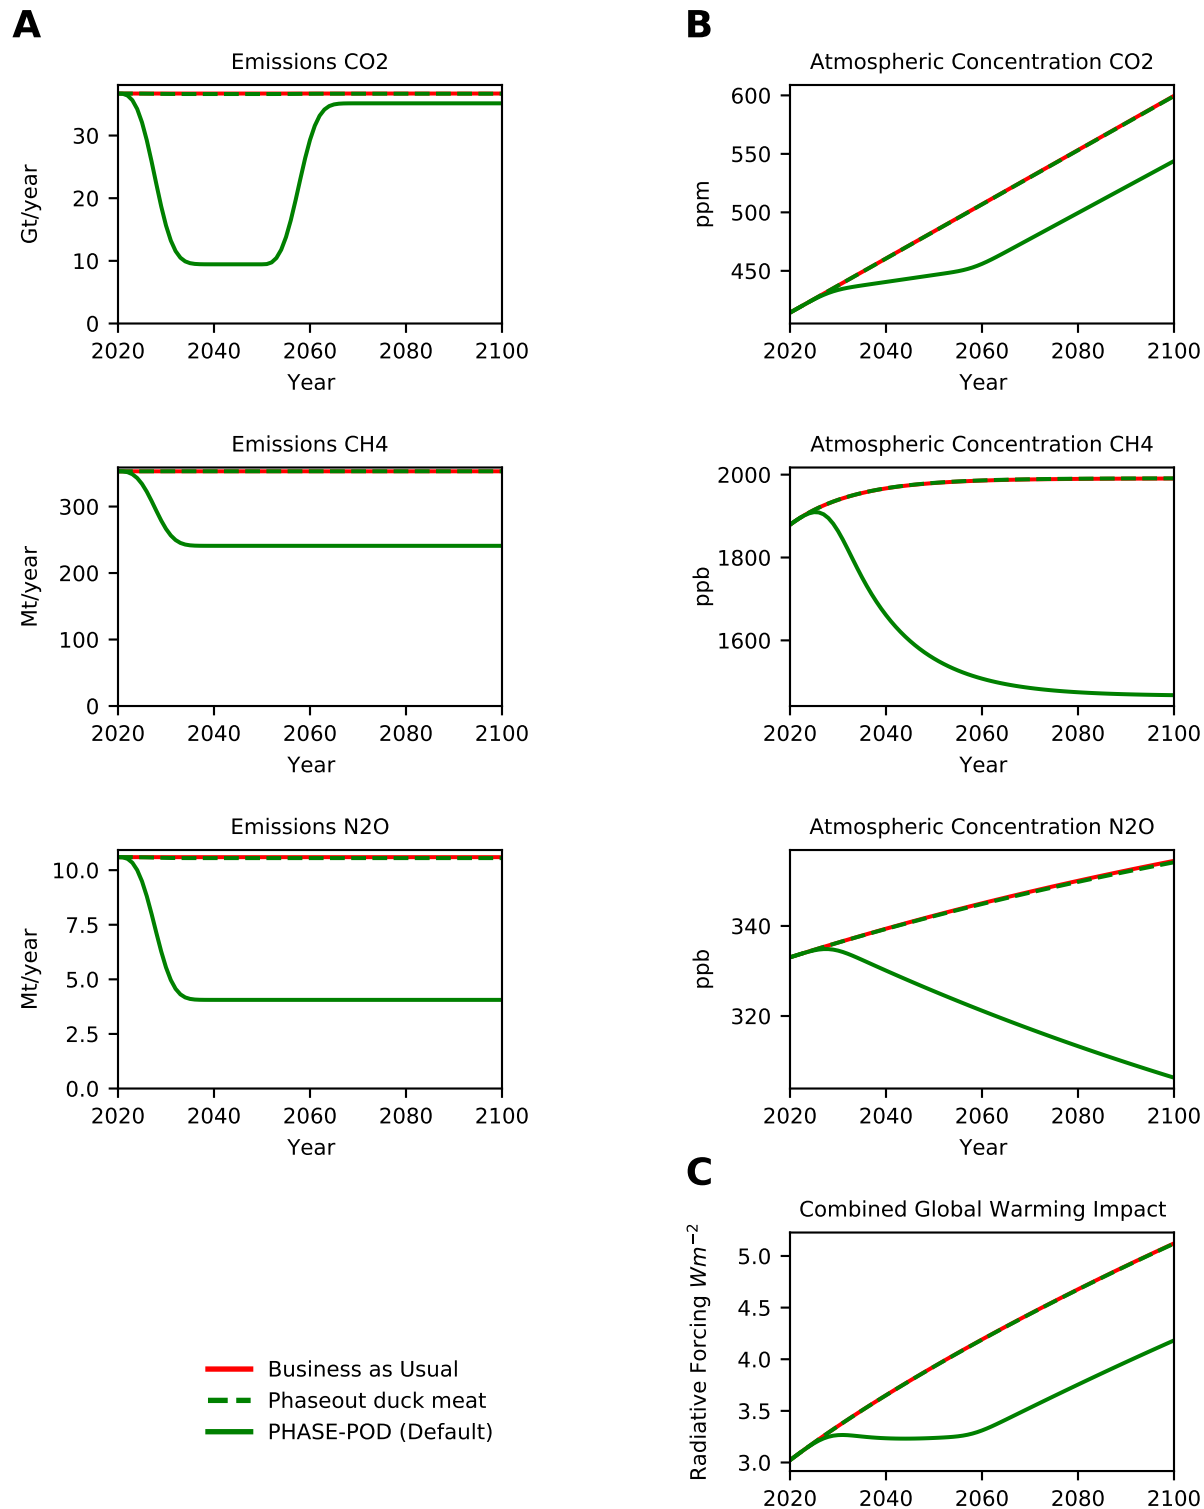 A
Emissions CO2
Gt/year
30
20
10
0
2020 2040 2060 2080 2100
Year
Emissions CH4
Mt/year
300
200
100
0
2020 2040 2060 2080 2100
Year
Emissions N2O
Mt/year
10.0
7.5
5.0
2.5
0.0
2020 2040 2060 2080 2100
Year
B
Atmospheric Concentration CO2
ppm
600
550
500
450
2020 2040 2060 2080 2100
Year
Atmospheric Concentration CH4
ppb
2000
1800
1600
2020 2040 2060 2080 2100
Year
Atmospheric Concentration N2O
ppb
340
320
2020 2040 2060 2080 2100
Year
C
Combined Global Warming Impact
Radiative Forcing Wm⁻²
5.0
4.5
4.0
3.5
3.0
2020 2040 2060 2080 2100
Business as Usual
Phaseout duck meat
PHASE-POD (Default)